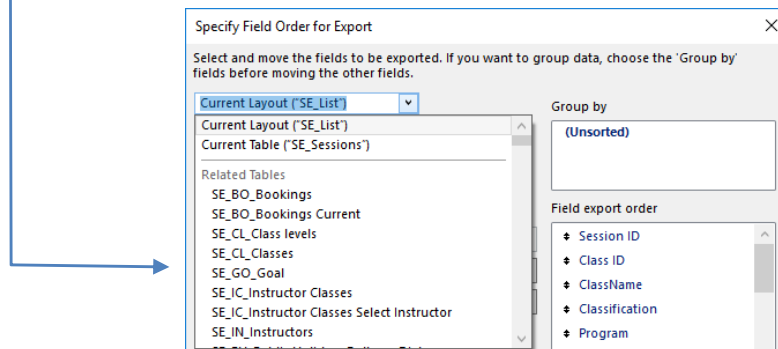 Specify Field Order for Export
Select and move the fields to be exported. If you want to group data, choose the 'Group by'
fields before moving the other fields.
Current Layout ("SE_List")
Current Layout ("SE_List")
Current Table ("SE_Sessions")
Related Tables
SE_BO_Bookings
SE_BO_Bookings Current
SE_CL_Class levels
SE_CL_Classes
SE_GO_Goal
SE_IC_Instructor Classes
SE_IC_Instructor Classes Select Instructor
SE_IN_Instructors
Group by
(Unsorted)
Field export order
Session ID
Class ID
ClassName
Classification
Program